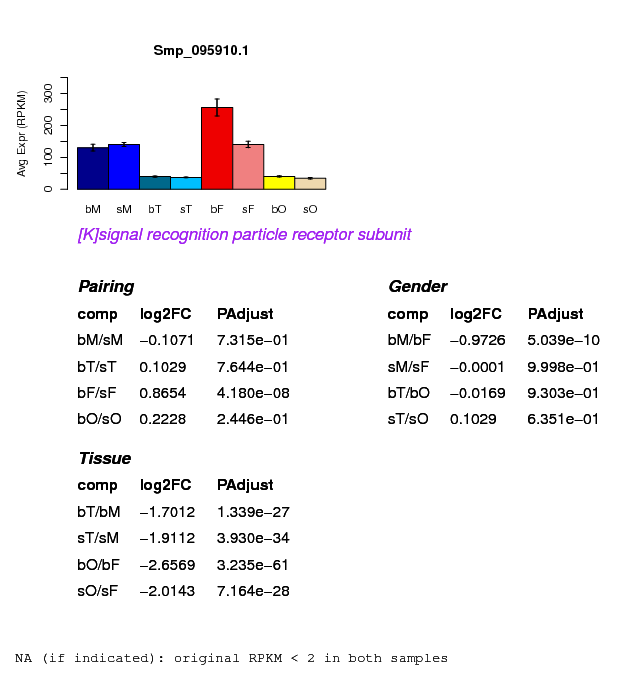 Smp_095910.1
Avg Expr (RPKM)
0 100 200 300
bM sM bT sT bF sF bO sO
[K]signal recognition particle receptor subunit
Pairing
comp log2FC PAdjust
bM/sM −0.1071 7.315e−01
bT/sT 0.1029 7.644e−01
bF/sF 0.8654 4.180e−08
bO/sO 0.2228 2.446e−01
Gender
comp log2FC PAdjust
bM/bF −0.9726 5.039e−10
sM/sF −0.0001 9.998e−01
bT/bO −0.0169 9.303e−01
sT/sO 0.1029 6.351e−01
Tissue
comp log2FC PAdjust
bT/bM −1.7012 1.339e−27
sT/sM −1.9112 3.930e−34
bO/bF −2.6569 3.235e−61
sO/sF −2.0143 7.164e−28
NA (if indicated): original RPKM < 2 in both samples